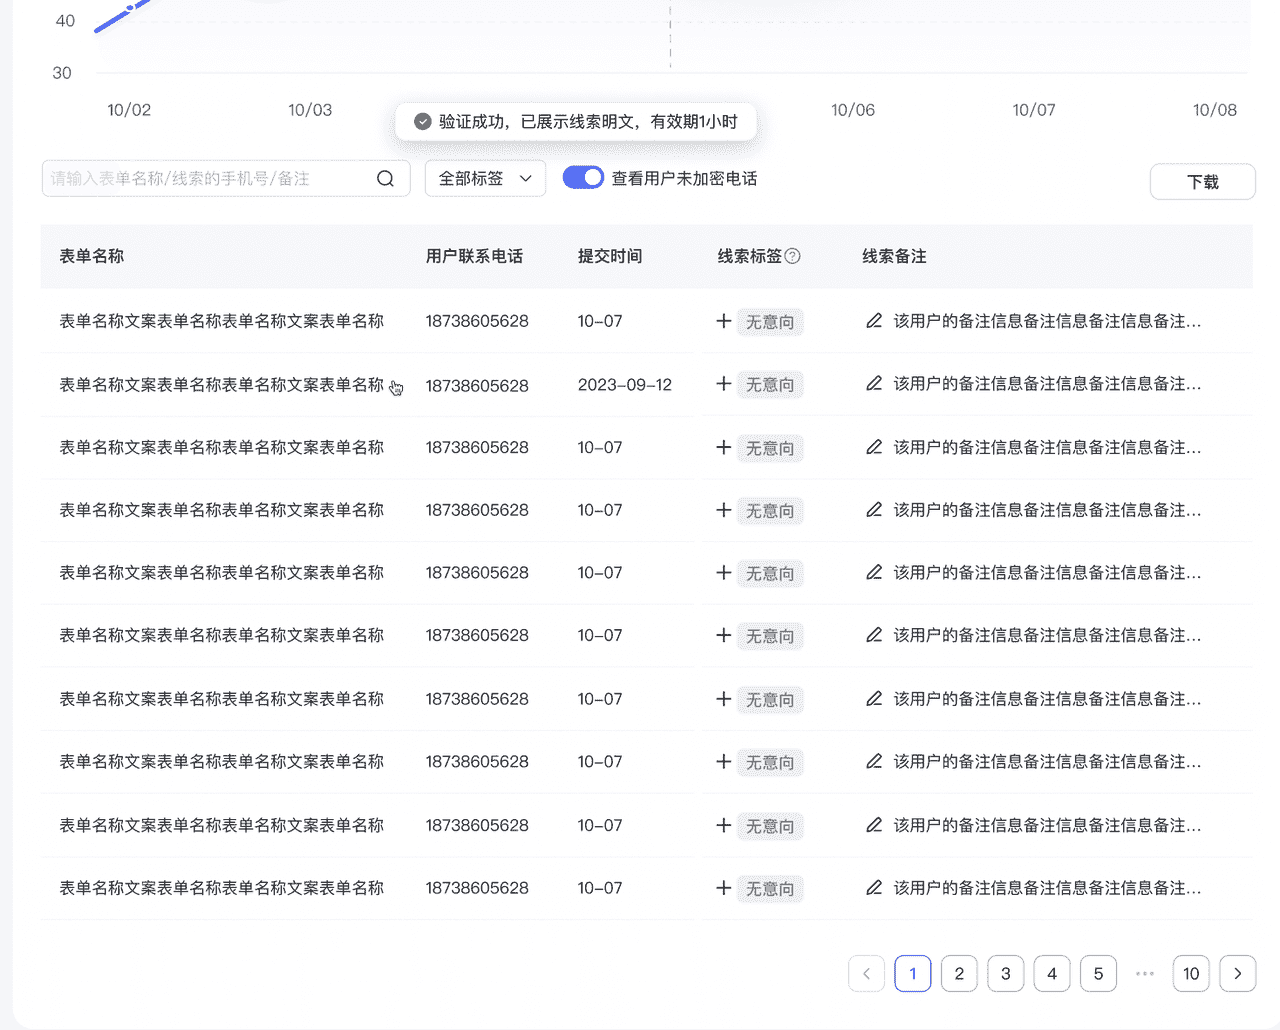 40
30
10/02 10/03 10/06 10/07 10/08
验证成功，已展示线索明文，有效期1小时
请输入表单名称/线索的手机号/备注 全部标签 查看用户未加密电话 下载
表单名称 用户联系电话 提交时间 线索标签 ? 线索备注
表单名称文案表单名称表单名称文案表单名称 18738605628 10-07 无意向 该用户的备注信息备注信息备注信息备注...
表单名称文案表单名称表单名称文案表单名称 18738605628 2023-09-12 无意向 该用户的备注信息备注信息备注信息备注...
表单名称文案表单名称表单名称文案表单名称 18738605628 10-07 无意向 该用户的备注信息备注信息备注信息备注...
表单名称文案表单名称表单名称文案表单名称 18738605628 10-07 无意向 该用户的备注信息备注信息备注信息备注...
表单名称文案表单名称表单名称文案表单名称 18738605628 10-07 无意向 该用户的备注信息备注信息备注信息备注...
表单名称文案表单名称表单名称文案表单名称 18738605628 10-07 无意向 该用户的备注信息备注信息备注信息备注...
表单名称文案表单名称表单名称文案表单名称 18738605628 10-07 无意向 该用户的备注信息备注信息备注信息备注...
表单名称文案表单名称表单名称文案表单名称 18738605628 10-07 无意向 该用户的备注信息备注信息备注信息备注...
表单名称文案表单名称表单名称文案表单名称 18738605628 10-07 无意向 该用户的备注信息备注信息备注信息备注...
表单名称文案表单名称表单名称文案表单名称 18738605628 10-07 无意向 该用户的备注信息备注信息备注信息备注...
1 2 3 4 5 ... 10